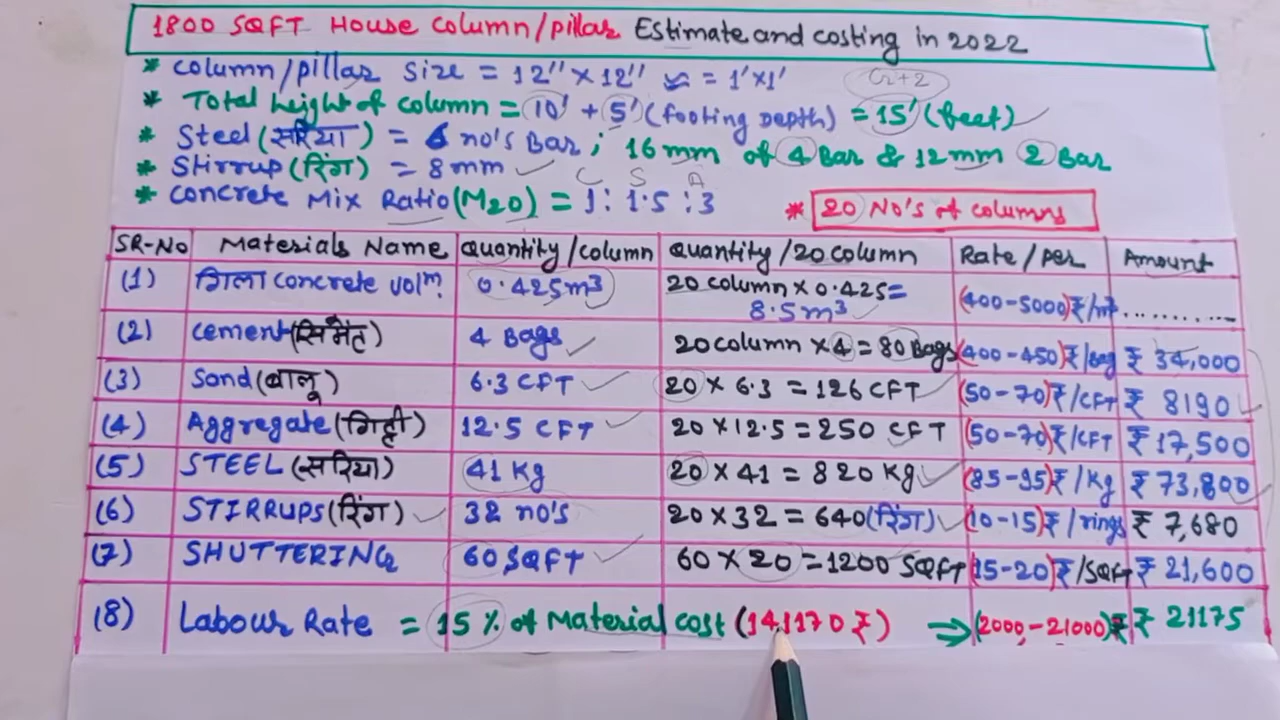 1800 SQFT House column/pillar Estimate and costing in 2022
* column/pillar size = 12" × 12" ≈ = 1'×1'
* Total height of column = 10' + 5' (footing Depth) = 15' (feet)
* Steel (सरिया) = 6 no's Bar; 16mm of 4 Bar & 12mm 2 Bar
* Stirrup (रिंग) = 8mm
C S A
* Concrete Mix Ratio (M20) = 1 : 1.5 : 3
* 20 No's of columns
SR-No Materials Name Quantity/column Quantity/20 column Rate/per Amount
(1) गिला concrete volm. 0.425m³ 20 column × 0.425= 8.5m³ (400-5000)₹/m³ ............
(2) cement (सिमेंट) 4 Bags 20 column × 4 = 80 Bags (400-450)₹/bag ₹ 34,000
(3) Sand (बालू) 6.3 CFT 20 × 6.3 = 126 CFT (50-70)₹/CFT ₹ 8190
(4) Aggregate (गिट्टी) 12.5 CFT 20 × 12.5 = 250 CFT (50-70)₹/CFT ₹ 17,500
(5) STEEL (सरिया) 41 Kg 20 × 41 = 820 Kg (85-95)₹/Kg ₹ 73,800
(6) STIRRUPS (रिंग) 32 no's 20 × 32 = 640 (रिंग) (10-15)₹/rings ₹ 7,680
(7) SHUTTERING 60 SQFT 60 × 20 = 1200 SQFT (15-20)₹/SQFT ₹ 21,600
(8) Labour Rate = 15% of Material cost (141170 ₹) ⇒ (2000,-21000)₹ ₹ 21175